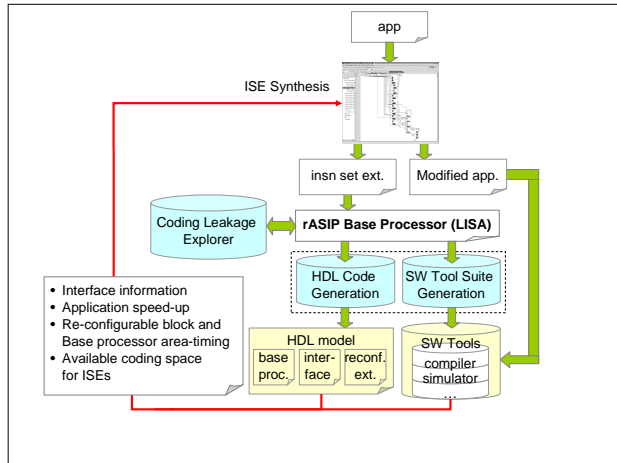 app
ISE Synthesis
insn set ext.
Modified app.
Coding Leakage
Explorer
rASIP Base Processor (LISA)
HDL Code
Generation
SW Tool Suite
Generation
• Interface information
• Application speed-up
• Re-configurable block and
Base processor area-timing
• Available coding space
for ISEs
HDL model
base
proc.
inter-
face
reconf.
ext.
SW Tools
compiler
simulator
...